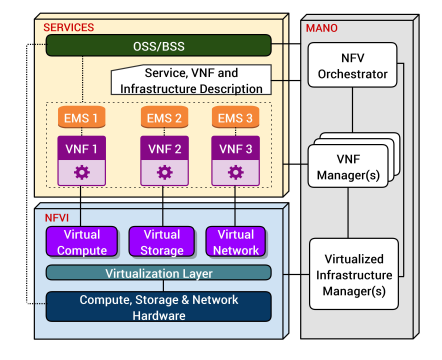 SERVICES
OSS/BSS
Service, VNF and
Infrastructure Description
EMS 1
EMS 2
EMS 3
VNF 1
VNF 2
VNF 3
NFVI
Virtual
Compute
Virtual
Storage
Virtual
Network
Virtualization Layer
Compute, Storage & Network
Hardware
MANO
NFV
Orchestrator
VNF
Manager(s)
Virtualized
Infrastructure
Manager(s)